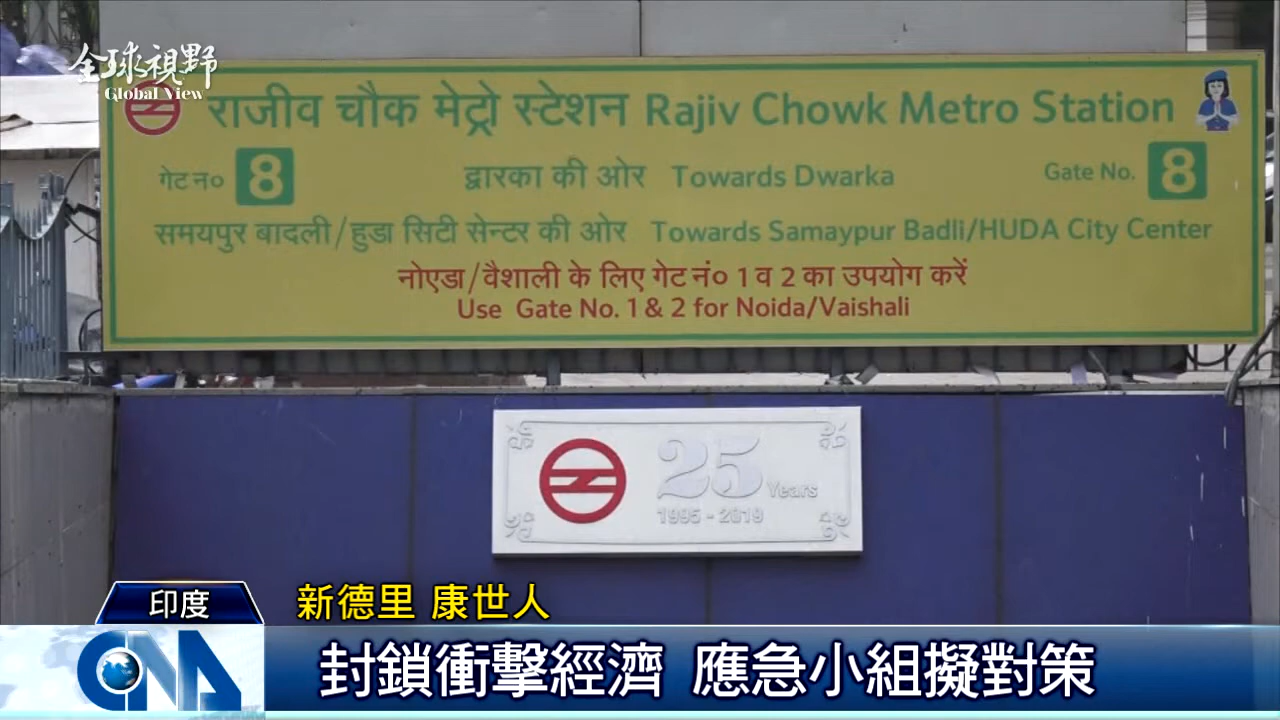 全球視野
Global View
राजीव चौक मेट्रो स्टेशन Rajiv Chowk Metro Station
गेट न० 8 द्वारका की ओर Towards Dwarka Gate No. 8
समयपुर बादली/हुडा सिटी सेन्टर की ओर Towards Samaypur Badli/HUDA City Center
नोएडा/वैशाली के लिए गेट नं० 1 व 2 का उपयोग करें
Use Gate No. 1 & 2 for Noida/Vaishali
25 Years
1995 - 2019
印度
新德里 康世人
CNA
封鎖衝擊經濟 應急小組擬對策